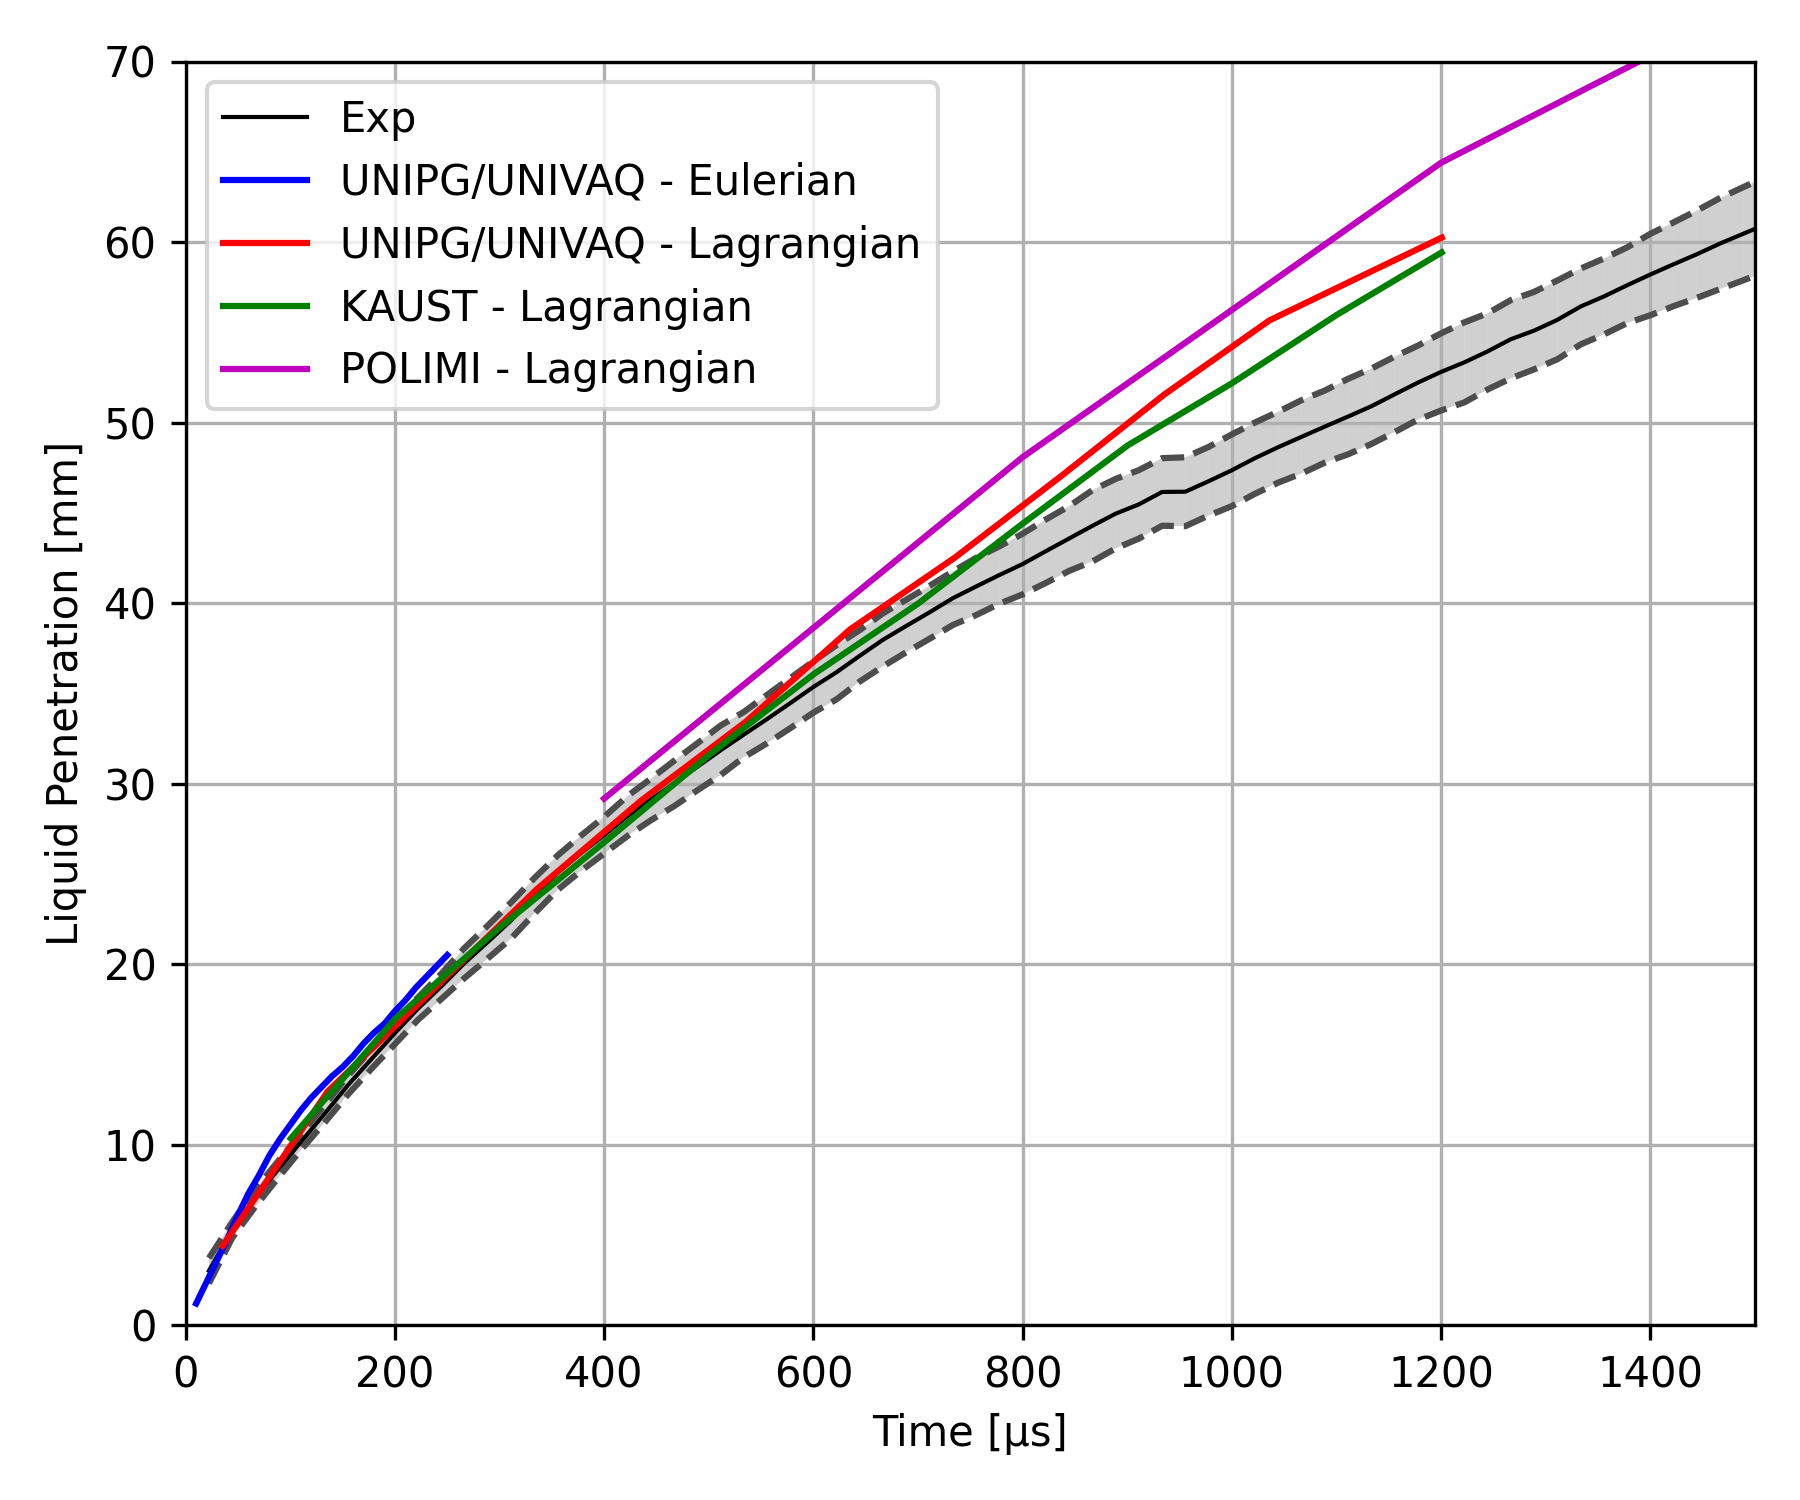 70
60
50
40
30
20
10
0
Liquid Penetration [mm]
Exp
UNIPG/UNIVAQ - Eulerian
UNIPG/UNIVAQ - Lagrangian
KAUST - Lagrangian
POLIMI - Lagrangian
0 200 400 600 800 1000 1200 1400
Time [µs]